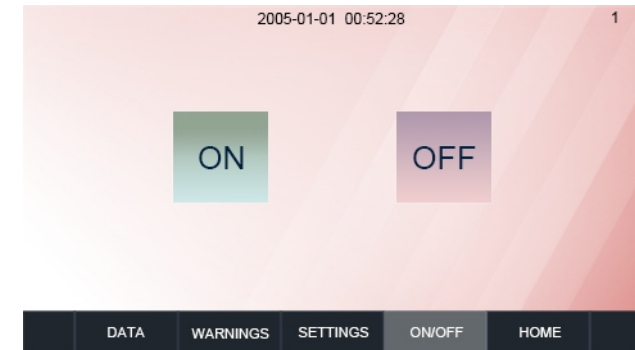 2005-01-01 00:52:28 1
ON OFF
DATA WARNINGS SETTINGS ON/OFF HOME